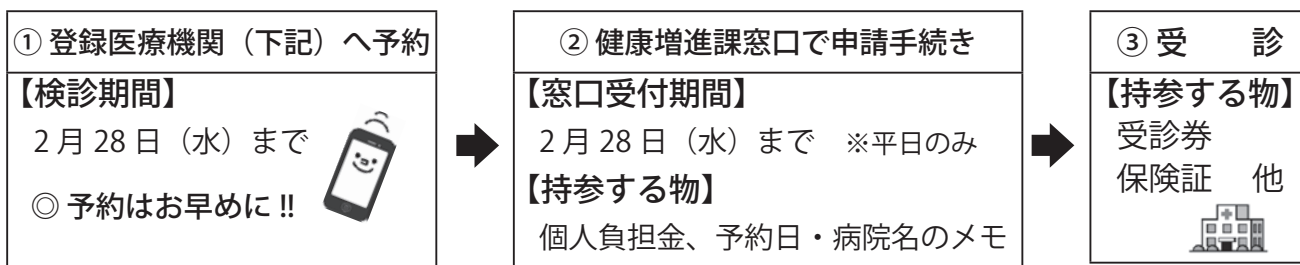 ① 登録医療機関（下記）へ予約
【検診期間】
2 月 28 日（水）まで
◎ 予約はお早めに !!
② 健康増進課窓口で申請手続き
【窓口受付期間】
2 月 28 日（水）まで　※平日のみ
【持参する物】
個人負担金、予約日・病院名のメモ
③ 受　　診
【持参する物】
受診券
保険証　他